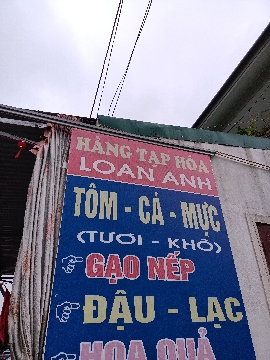 HÀNG TẠP HÓA
LOAN ANH
TÔM - CÁ - MỰC
(TƯƠI - KHÔ)
GẠO NẾP
ĐẬU - LẠC
HOA QUẢ